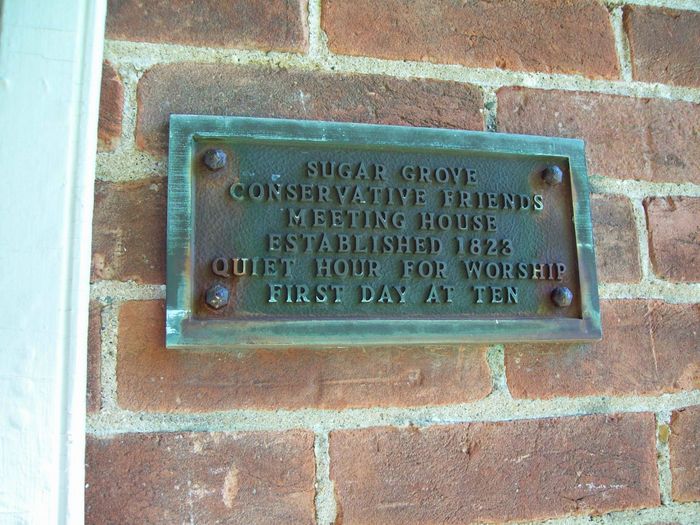 SUGAR GROVE
CONSERVATIVE FRIENDS
MEETING HOUSE
ESTABLISHED 1823
QUIET HOUR FOR WORSHIP
FIRST DAY AT TEN